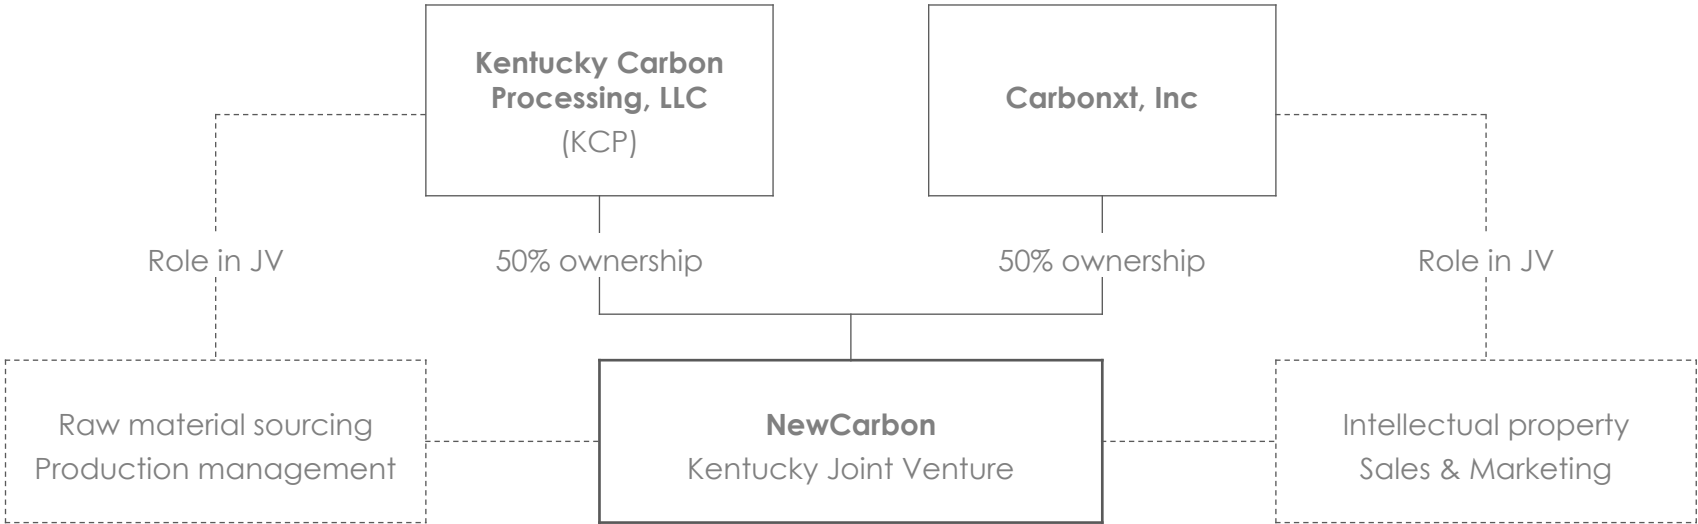 Kentucky Carbon
Processing, LLC
(KCP)
Carbonxt, Inc
Role in JV
50% ownership
50% ownership
Role in JV
Raw material sourcing
Production management
NewCarbon
Kentucky Joint Venture
Intellectual property
Sales & Marketing